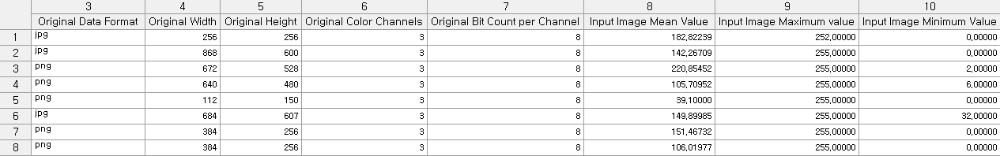 3 4 5 6 7 8 9 10
Original Data Format Original Width Original Height Original Color Channels Original Bit Count per Channel Input Image Mean Value Input Image Maximum value Input Image Minimum Value
1 jpg 256 256 3 8 182,82239 252,00000 0,00000
2 jpg 868 600 3 8 142,26709 255,00000 0,00000
3 png 672 528 3 8 220,85452 255,00000 2,00000
4 png 640 480 3 8 105,70952 255,00000 6,00000
5 png 112 150 3 8 39,10000 255,00000 0,00000
6 jpg 684 607 3 8 149,89985 255,00000 32,00000
7 png 384 256 3 8 151,46732 255,00000 0,00000
8 png 384 256 3 8 106,01977 255,00000 0,00000